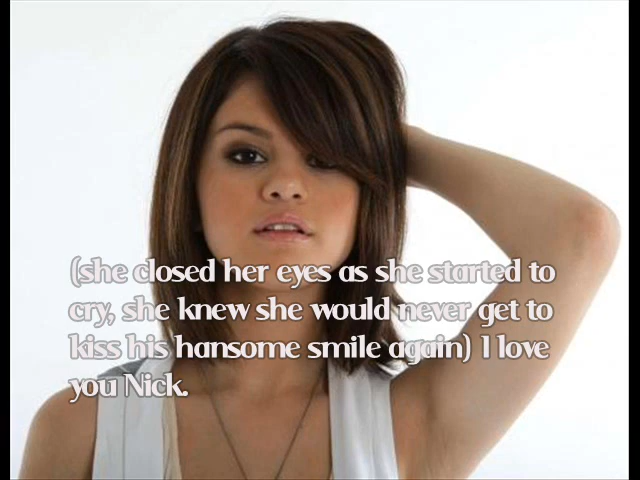 (she closed her eyes as she started to
cry, she knew she would never get to
kiss his hansome smile again) I love
you Nick.